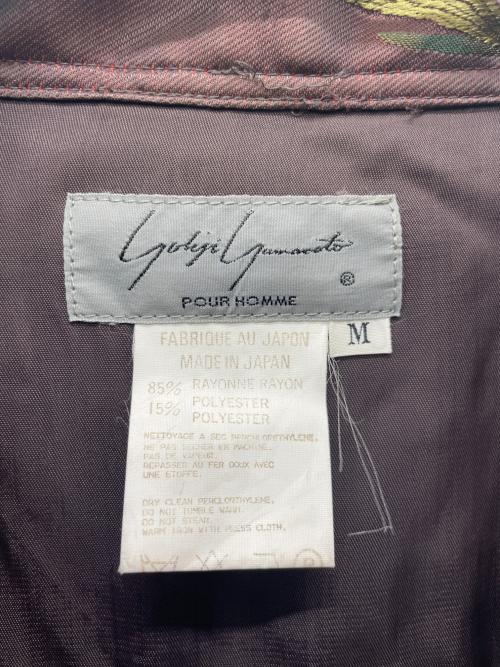 Yohji Yamamoto
®
POUR HOMME
M
FABRIQUE AU JAPON
MADE IN JAPAN
85% RAYONNE RAYON
15% POLYESTER
POLYESTER
NETTOYAGE A SEC PERCHLORETHYLENE.
NE PAS SECHER EN MACHINE.
PAS DE VAPEUR.
REPASSER AU FER DOUX AVEC
UNE ETOFFE.
DRY CLEAN PERCLORTHYLENE.
DO NOT TUMBLE WARM.
DO NOT STEAM.
WARM IRON WITH PRESS CLOTH.
P